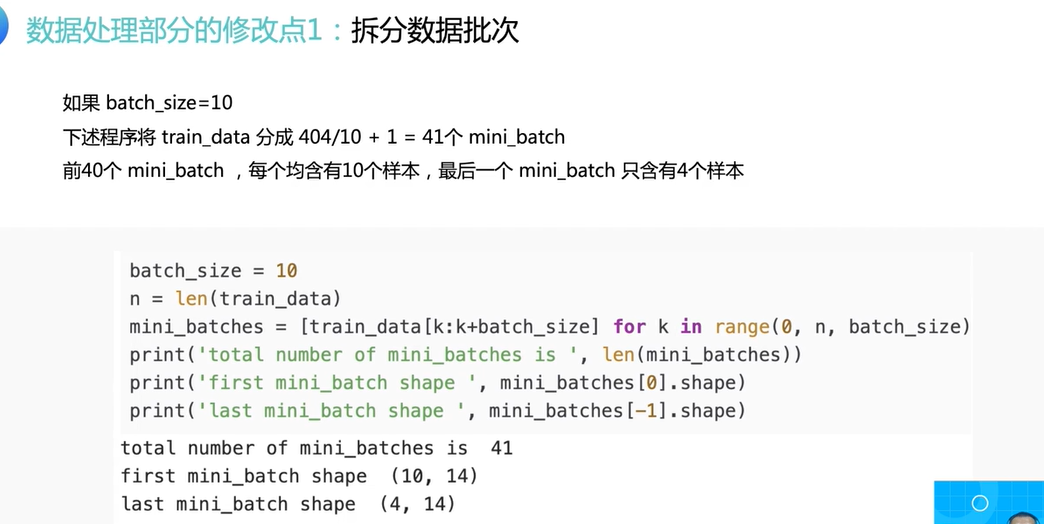 数据处理部分的修改点1：拆分数据批次
如果 batch_size=10
下述程序将 train_data 分成 404/10 + 1 = 41个 mini_batch
前40个 mini_batch ，每个均含有10个样本，最后一个 mini_batch 只含有4个样本
batch_size = 10
n = len(train_data)
mini_batches = [train_data[k:k+batch_size] for k in range(0, n, batch_size)
print('total number of mini_batches is ', len(mini_batches))
print('first mini_batch shape ', mini_batches[0].shape)
print('last mini_batch shape ', mini_batches[-1].shape)
total number of mini_batches is  41
first mini_batch shape  (10, 14)
last mini_batch shape  (4, 14)